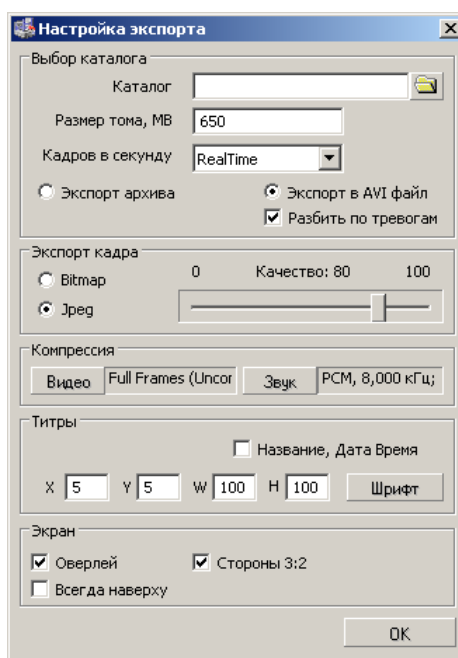 Настройка экспорта
Выбор каталога
Каталог
Размер тома, MB 650
Кадров в секунду RealTime
Экспорт архива Экспорт в AVI файл
Разбить по тревогам
Экспорт кадра
Bitmap 0 Качество: 80 100
Jpeg
Компрессия
Видео Full Frames (Uncor Звук PCM, 8,000 кГц;
Титры
Название, Дата Время
X 5 Y 5 W 100 H 100 Шрифт
Экран
Оверлей Стороны 3:2
Всегда наверху
OK